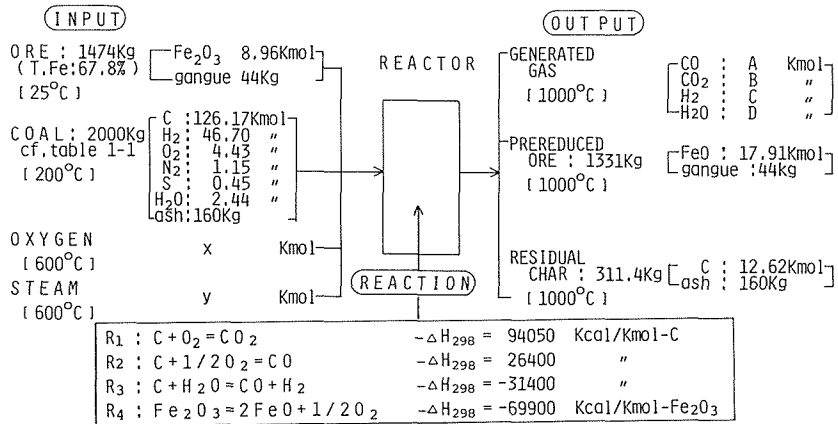 INPUT
ORE : 1474Kg
(T.Fe:67.8%)
[25°C]
Fe₂O₃ 8.96Kmol
gangue 44Kg
COAL: 2000Kg
cf.table 1-1
[200°C]
C :126.17Kmol
H₂: 46.70 〃
O₂: 4.43 〃
N₂: 1.15 〃
S : 0.45 〃
H₂O: 2.44 〃
ash:160Kg
OXYGEN
[600°C]
x Kmol
STEAM
[600°C]
y Kmol
REACTOR
REACTION
OUTPUT
GENERATED
GAS
[1000°C]
CO : A Kmol
CO₂ : B 〃
H₂ : C 〃
H₂O : D 〃
PREREDUCED
ORE : 1331Kg
[1000°C]
FeO : 17.91Kmol
gangue :44kg
RESIDUAL
CHAR : 311.4Kg
[1000°C]
C : 12.62Kmol
ash : 160Kg
R₁ : C+O₂=CO₂ -ΔH₂₉₈ = 94050 Kcal/Kmol-C
R₂ : C+1/2O₂=CO -ΔH₂₉₈ = 26400 〃
R₃ : C+H₂O=CO+H₂ -ΔH₂₉₈ = -31400 〃
R₄ : Fe₂O₃=2FeO+1/2O₂ -ΔH₂₉₈ = -69900 Kcal/Kmol-Fe₂O₃